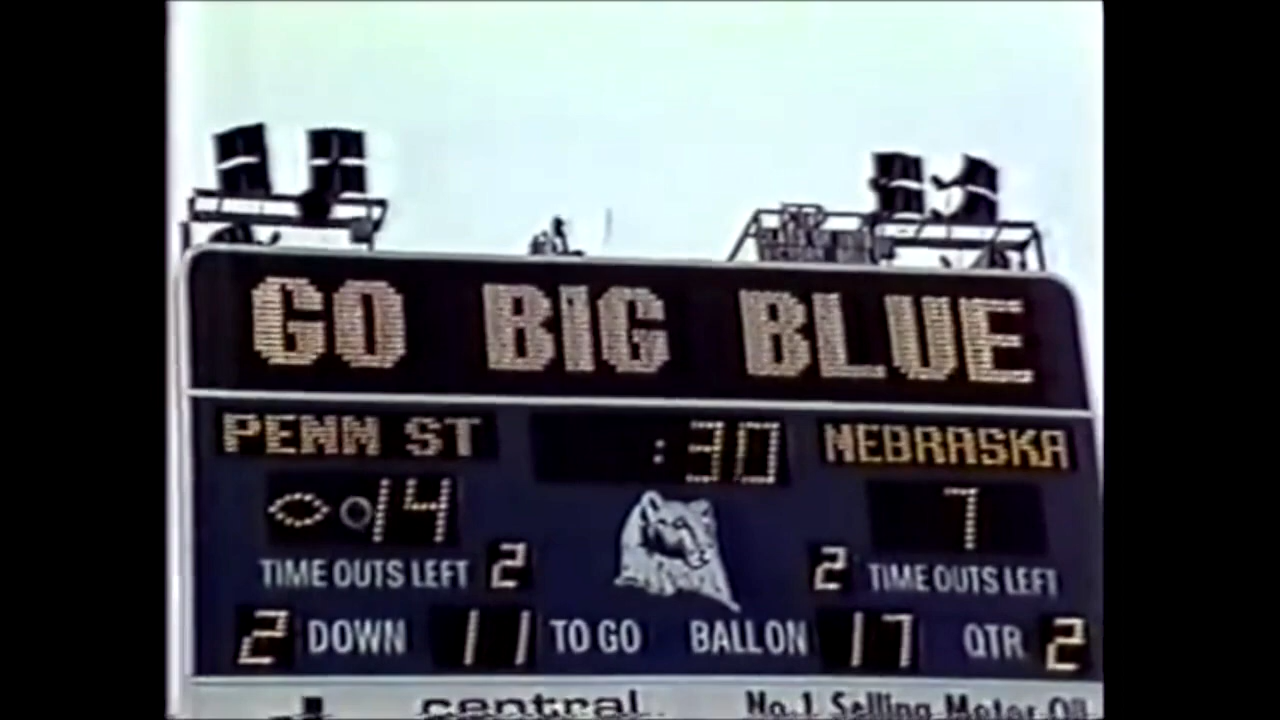 GO BIG BLUE
PENN ST :30 NEBRASKA
14 7
TIME OUTS LEFT 2 2 TIME OUTS LEFT
2 DOWN 11 TO GO BALL ON 17 QTR 2
central No.1 Selling Motor Oil